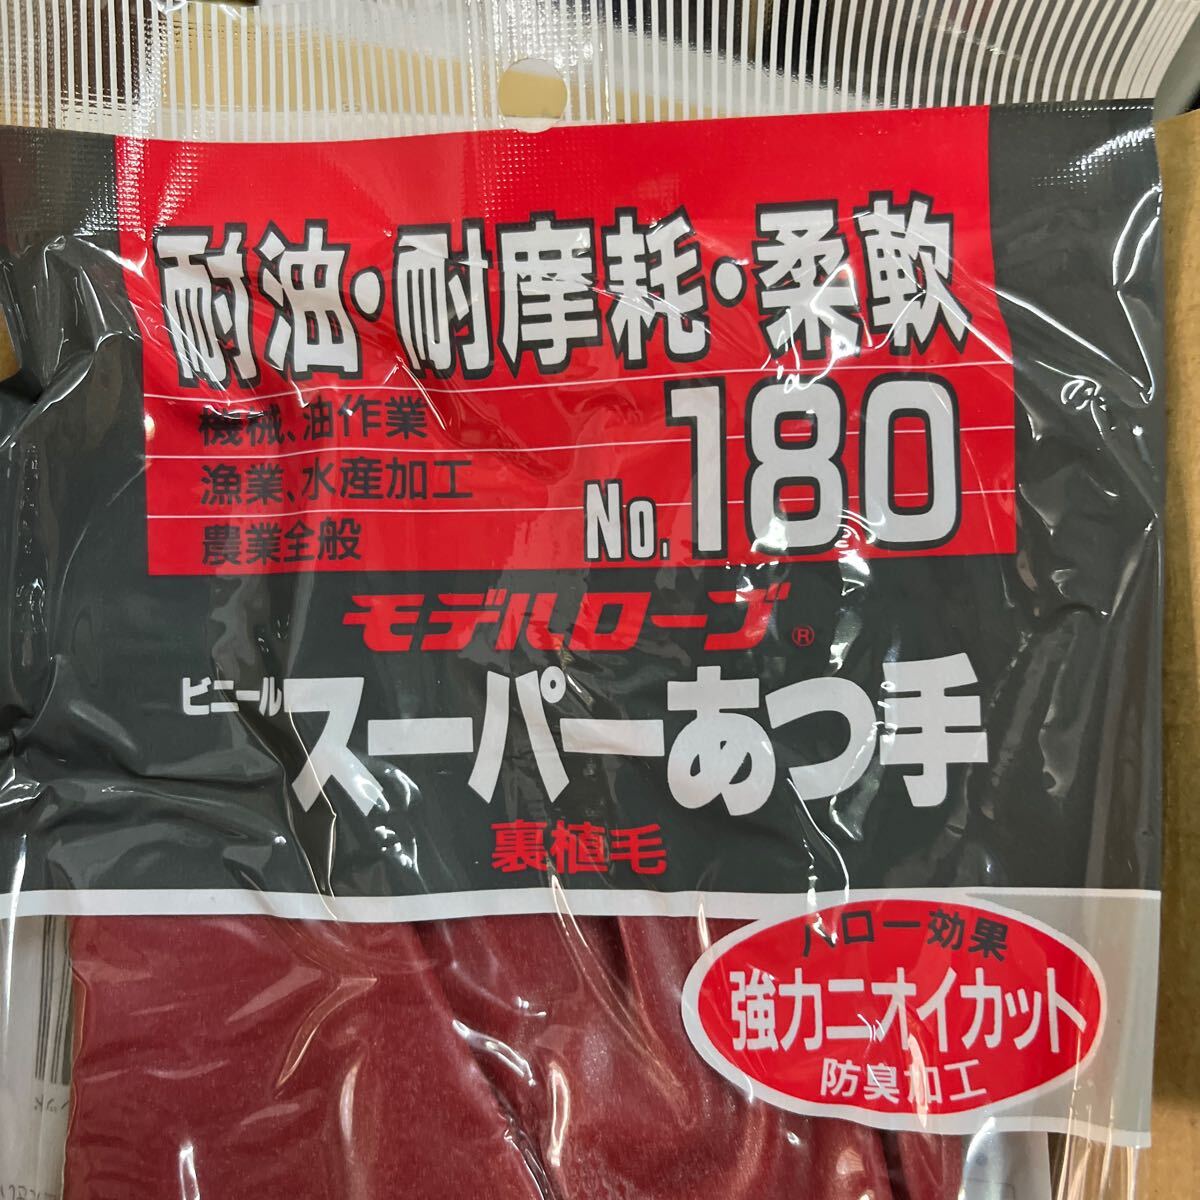 耐油・耐摩耗・柔軟
機械、油作業
漁業、水産加工
農業全般
No.180
モデルローブ®
ビニール スーパーあつ手
裏植毛
ハロー効果
強力ニオイカット
防臭加工